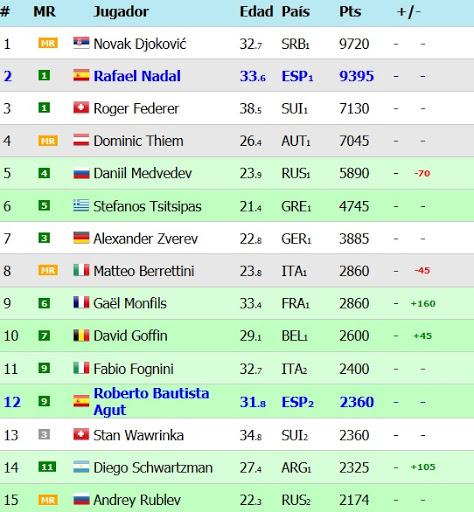 # MR Jugador Edad País Pts +/-
1 MR Novak Djoković 32.7 SRB1 9720 - -
2 1 Rafael Nadal 33.6 ESP1 9395 - -
3 1 Roger Federer 38.5 SUI1 7130 - -
4 MR Dominic Thiem 26.4 AUT1 7045 - -
5 4 Daniil Medvedev 23.9 RUS1 5890 - -70
6 5 Stefanos Tsitsipas 21.4 GRE1 4745 - -
7 3 Alexander Zverev 22.8 GER1 3885 - -
8 MR Matteo Berrettini 23.8 ITA1 2860 - -45
9 6 Gaël Monfils 33.4 FRA1 2860 - +160
10 7 David Goffin 29.1 BEL1 2600 - +45
11 9 Fabio Fognini 32.7 ITA2 2400 - -
12 9 Roberto Bautista 31.8 ESP2 2360 - -
Agut
13 3 Stan Wawrinka 34.8 SUI2 2360 - -
14 11 Diego Schwartzman 27.4 ARG1 2325 - +105
15 MR Andrey Rublev 22.3 RUS2 2174 - -